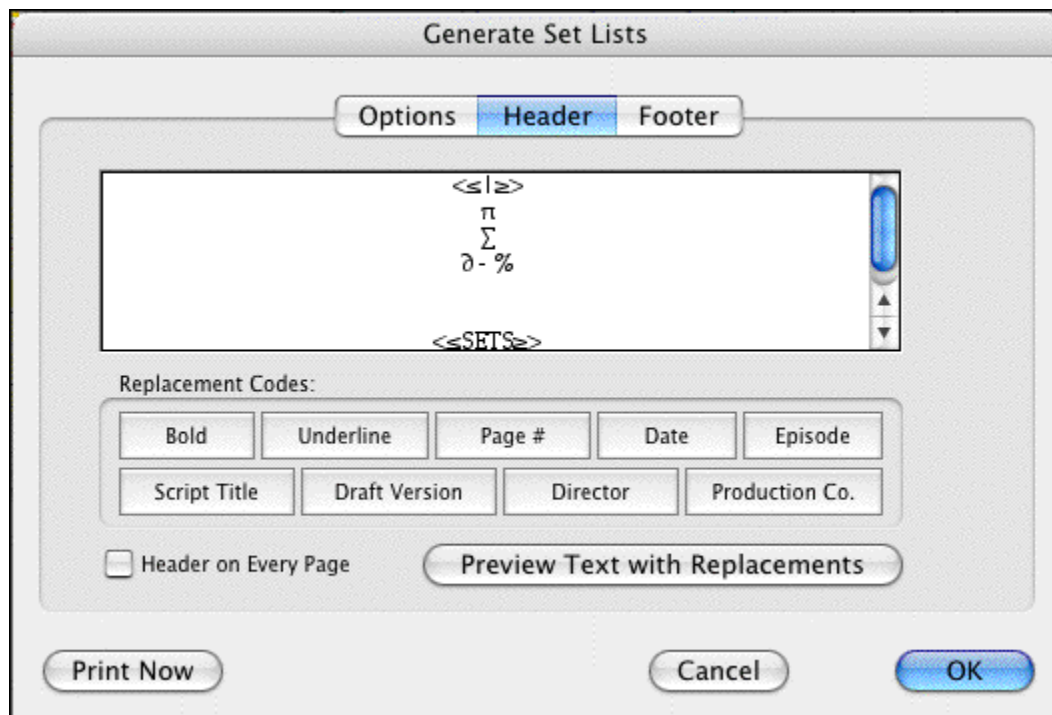 Generate Set Lists
Options Header Footer
<≤|≥>
π
∑
∂ - %
<≤SETS≥>
Replacement Codes:
Bold Underline Page # Date Episode
Script Title Draft Version Director Production Co.
Header on Every Page Preview Text with Replacements
Print Now Cancel OK